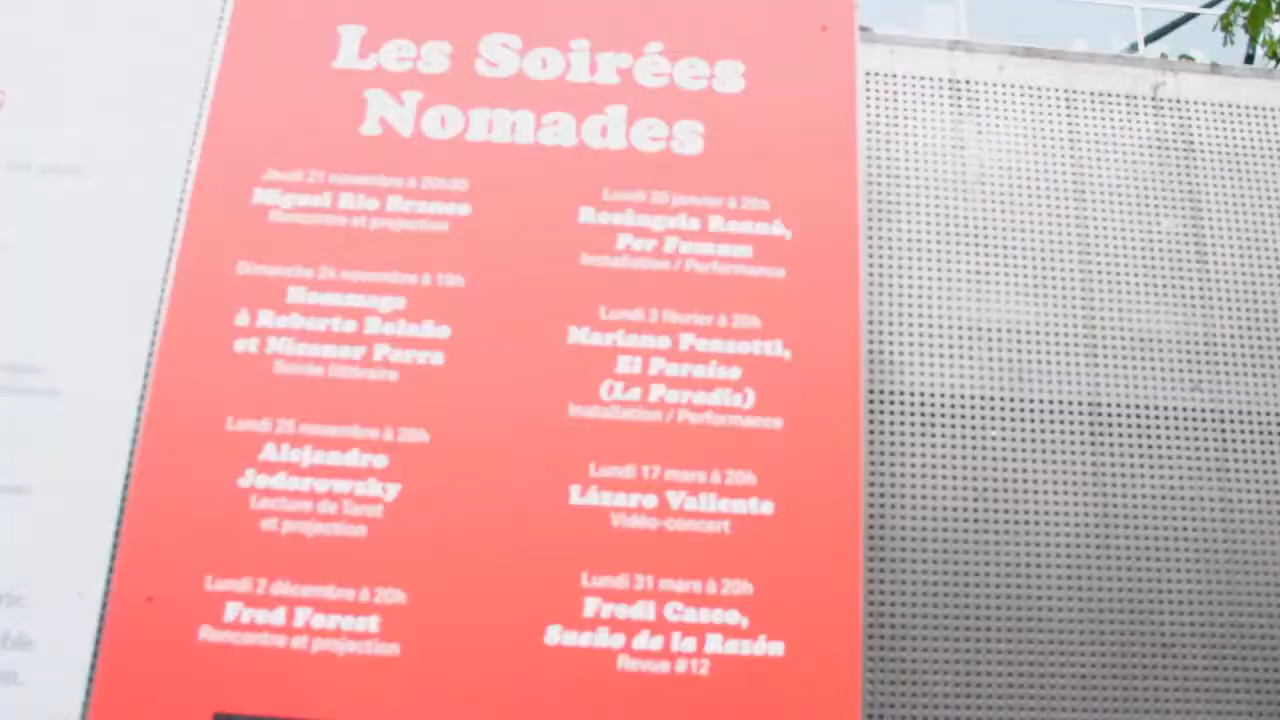 Les Soirées
Nomades
Jeudi 21 novembre à 20h30
Miguel Rio Branco
Rencontre et projection
Dimanche 24 novembre à 18h
Hommage
à Roberto Bolaño
et Nicanor Parra
Soirée littéraire
Lundi 25 novembre à 20h
Alejandro
Jodorowsky
Lecture de Tarot
et projection
Lundi 2 décembre à 20h
Fred Forest
Rencontre et projection
Lundi 20 janvier à 20h
Rosângela Rennó,
Per Fumum
Installation / Performance
Lundi 3 février à 20h
Mariano Pensotti,
El Paraíso
(Le Paradis)
Installation / Performance
Lundi 17 mars à 20h
Lázaro Valiente
Vidéo-concert
Lundi 31 mars à 20h
Fredi Casco,
Sueño de la Razón
Revue #12